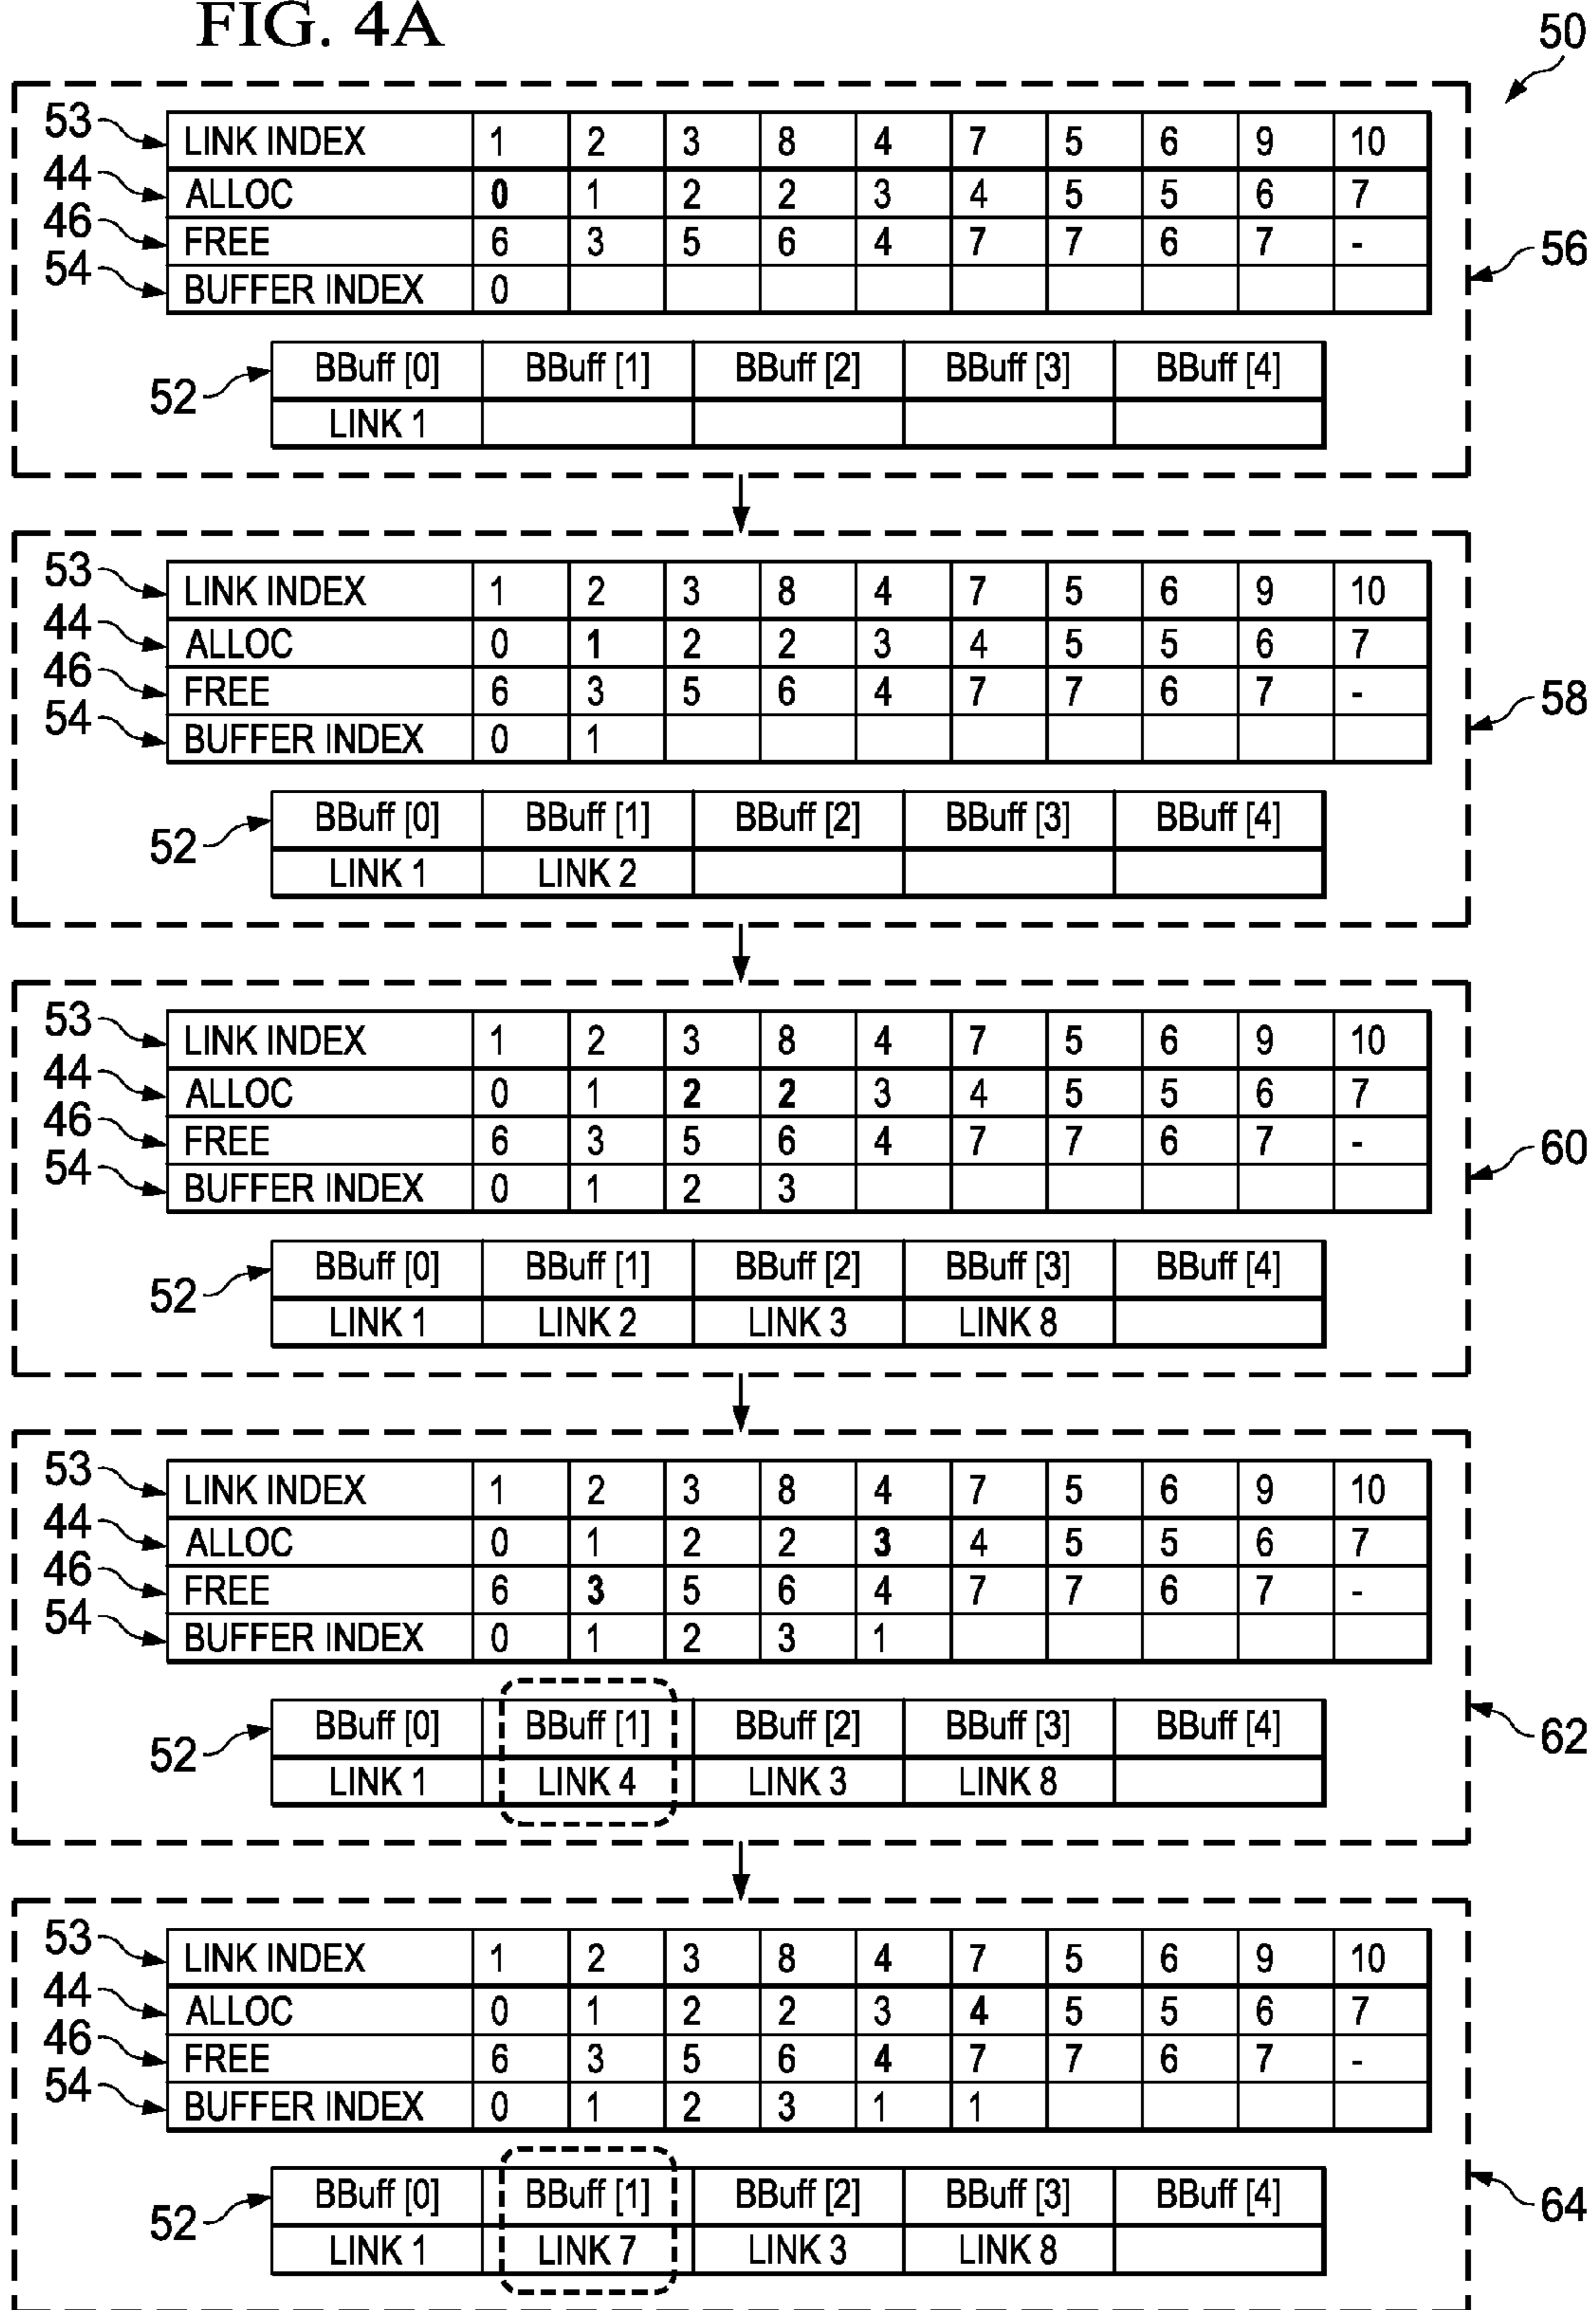 FIG. 4A
50
53 LINK INDEX 1 2 3 8 4 7 5 6 9 10
44 ALLOC 0 1 2 2 3 4 5 5 6 7
46 FREE 6 3 5 6 4 7 7 6 7 -
54 BUFFER INDEX 0
56
52 BBuff [0] BBuff [1] BBuff [2] BBuff [3] BBuff [4]
LINK 1
53 LINK INDEX 1 2 3 8 4 7 5 6 9 10
44 ALLOC 0 1 2 2 3 4 5 5 6 7
46 FREE 6 3 5 6 4 7 7 6 7 -
54 BUFFER INDEX 0 1
58
52 BBuff [0] BBuff [1] BBuff [2] BBuff [3] BBuff [4]
LINK 1 LINK 2
53 LINK INDEX 1 2 3 8 4 7 5 6 9 10
44 ALLOC 0 1 2 2 3 4 5 5 6 7
46 FREE 6 3 5 6 4 7 7 6 7 -
54 BUFFER INDEX 0 1 2 3
60
52 BBuff [0] BBuff [1] BBuff [2] BBuff [3] BBuff [4]
LINK 1 LINK 2 LINK 3 LINK 8
53 LINK INDEX 1 2 3 8 4 7 5 6 9 10
44 ALLOC 0 1 2 2 3 4 5 5 6 7
46 FREE 6 3 5 6 4 7 7 6 7 -
54 BUFFER INDEX 0 1 2 3 1
62
52 BBuff [0] BBuff [1] BBuff [2] BBuff [3] BBuff [4]
LINK 1 LINK 4 LINK 3 LINK 8
53 LINK INDEX 1 2 3 8 4 7 5 6 9 10
44 ALLOC 0 1 2 2 3 4 5 5 6 7
46 FREE 6 3 5 6 4 7 7 6 7 -
54 BUFFER INDEX 0 1 2 3 1 1
64
52 BBuff [0] BBuff [1] BBuff [2] BBuff [3] BBuff [4]
LINK 1 LINK 7 LINK 3 LINK 8